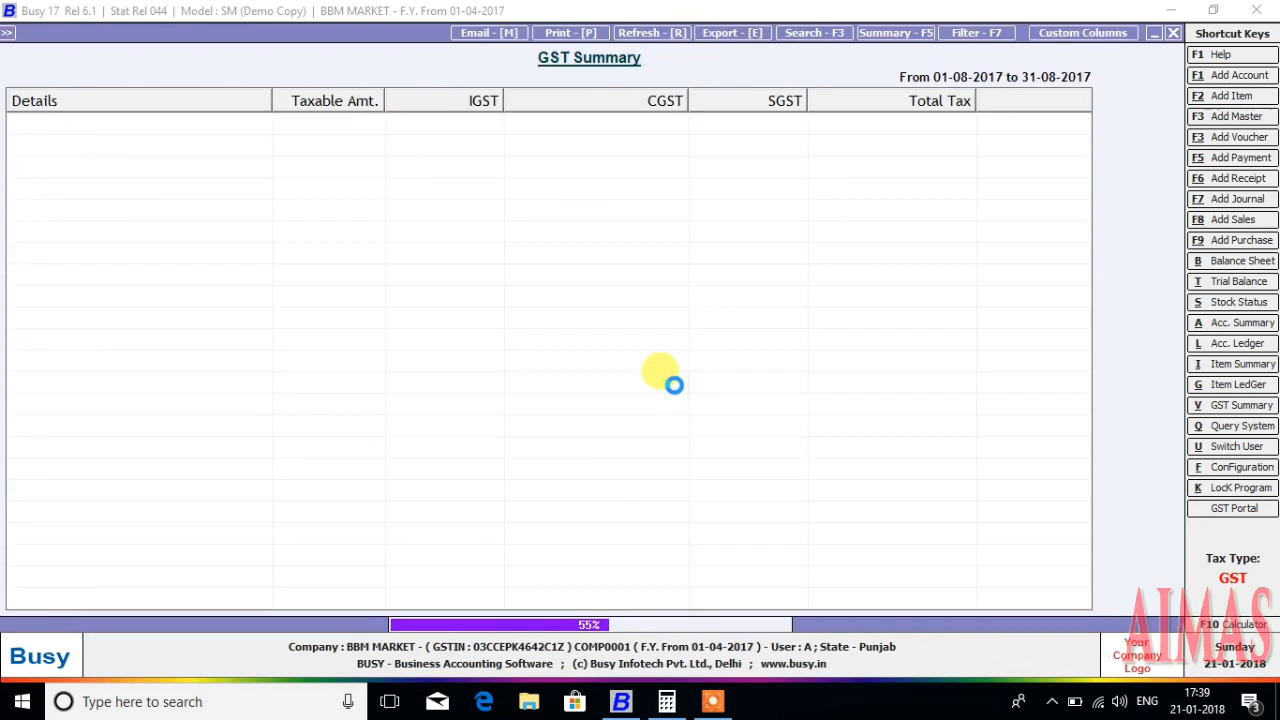 Busy 17 Rel 6.1 | Stat Rel 044 | Model : SM (Demo Copy) | BBM MARKET - F.Y. From 01-04-2017
>>
Email - [M]
Print - [P]
Refresh - [R]
Export - [E]
Search - F3
Summary - F5
Filter - F7
Custom Columns
GST Summary
From 01-08-2017 to 31-08-2017
Details
Taxable Amt.
IGST
CGST
SGST
Total Tax
Shortcut Keys
F1 Help
F1 Add Account
F2 Add Item
F3 Add Master
F3 Add Voucher
F5 Add Payment
F6 Add Receipt
F7 Add Journal
F8 Add Sales
F9 Add Purchase
B Balance Sheet
T Trial Balance
S Stock Status
A Acc. Summary
L Acc. Ledger
I Item Summary
G Item LedGer
V GST Summary
Q Query System
U Switch User
F ConFiguration
K LocK Program
GST Portal
Tax Type:
GST
AIMAS
F10 Calculator
Sunday
21-01-2018
55%
Busy
Company : BBM MARKET - ( GSTIN : 03CCEPK4642C1Z ) COMP0001 ( F.Y. From 01-04-2017 ) - User : A ; State - Punjab
BUSY - Business Accounting Software ; (c) Busy Infotech Pvt. Ltd., Delhi ; www.busy.in
Your
Company
Logo
Type here to search
ENG
17:39
21-01-2018
3